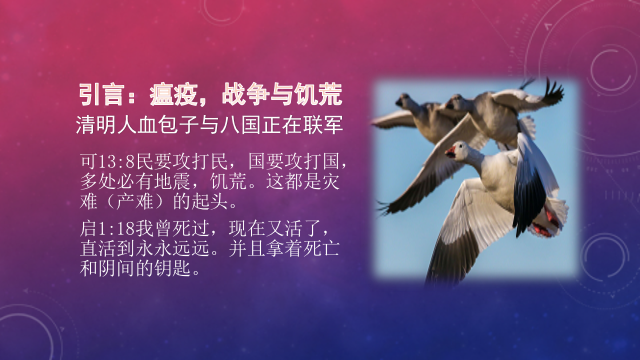 引言：瘟疫，战争与饥荒
清明人血包子与八国正在联军
可13:8民要攻打民，国要攻打国，
多处必有地震，饥荒。这都是灾
难（产难）的起头。
启1:18我曾死过，现在又活了，
直活到永永远远。并且拿着死亡
和阴间的钥匙。